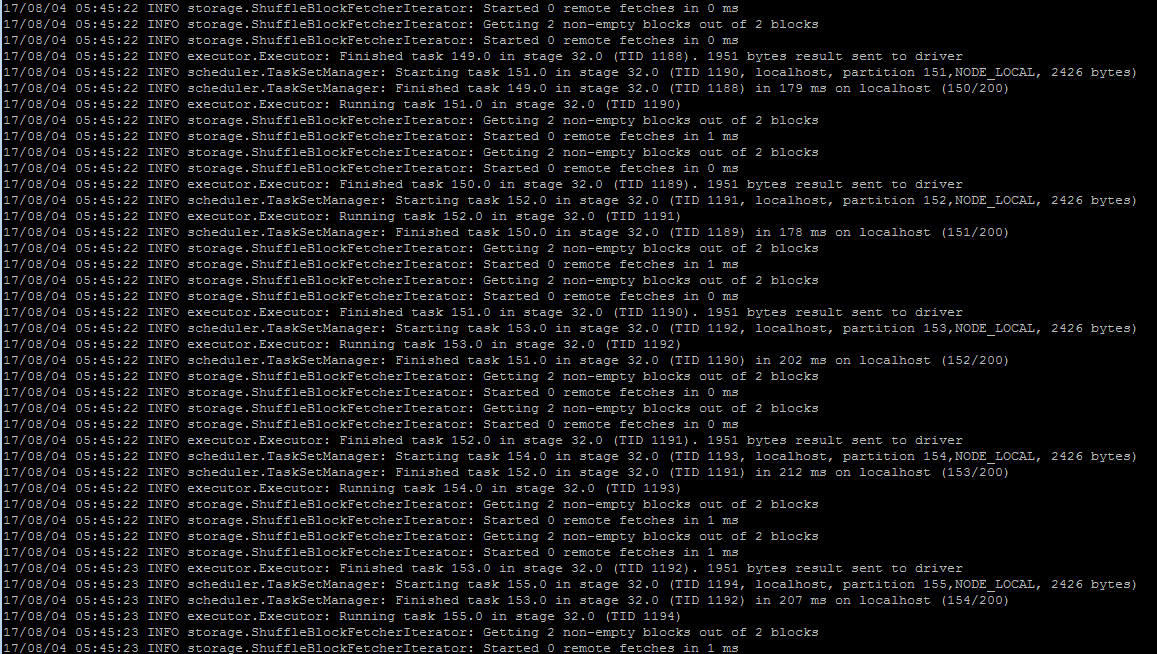 17/08/04 05:45:22 INFO storage.ShuffleBlockFetcherIterator: Started 0 remote fetches in 0 ms
17/08/04 05:45:22 INFO storage.ShuffleBlockFetcherIterator: Getting 2 non-empty blocks out of 2 blocks
17/08/04 05:45:22 INFO storage.ShuffleBlockFetcherIterator: Started 0 remote fetches in 0 ms
17/08/04 05:45:22 INFO executor.Executor: Finished task 149.0 in stage 32.0 (TID 1188). 1951 bytes result sent to driver
17/08/04 05:45:22 INFO scheduler.TaskSetManager: Starting task 151.0 in stage 32.0 (TID 1190, localhost, partition 151,NODE_LOCAL, 2426 bytes)
17/08/04 05:45:22 INFO scheduler.TaskSetManager: Finished task 149.0 in stage 32.0 (TID 1188) in 179 ms on localhost (150/200)
17/08/04 05:45:22 INFO executor.Executor: Running task 151.0 in stage 32.0 (TID 1190)
17/08/04 05:45:22 INFO storage.ShuffleBlockFetcherIterator: Getting 2 non-empty blocks out of 2 blocks
17/08/04 05:45:22 INFO storage.ShuffleBlockFetcherIterator: Started 0 remote fetches in 1 ms
17/08/04 05:45:22 INFO storage.ShuffleBlockFetcherIterator: Getting 2 non-empty blocks out of 2 blocks
17/08/04 05:45:22 INFO storage.ShuffleBlockFetcherIterator: Started 0 remote fetches in 0 ms
17/08/04 05:45:22 INFO executor.Executor: Finished task 150.0 in stage 32.0 (TID 1189). 1951 bytes result sent to driver
17/08/04 05:45:22 INFO scheduler.TaskSetManager: Starting task 152.0 in stage 32.0 (TID 1191, localhost, partition 152,NODE_LOCAL, 2426 bytes)
17/08/04 05:45:22 INFO executor.Executor: Running task 152.0 in stage 32.0 (TID 1191)
17/08/04 05:45:22 INFO scheduler.TaskSetManager: Finished task 150.0 in stage 32.0 (TID 1189) in 178 ms on localhost (151/200)
17/08/04 05:45:22 INFO storage.ShuffleBlockFetcherIterator: Getting 2 non-empty blocks out of 2 blocks
17/08/04 05:45:22 INFO storage.ShuffleBlockFetcherIterator: Started 0 remote fetches in 1 ms
17/08/04 05:45:22 INFO storage.ShuffleBlockFetcherIterator: Getting 2 non-empty blocks out of 2 blocks
17/08/04 05:45:22 INFO storage.ShuffleBlockFetcherIterator: Started 0 remote fetches in 0 ms
17/08/04 05:45:22 INFO executor.Executor: Finished task 151.0 in stage 32.0 (TID 1190). 1951 bytes result sent to driver
17/08/04 05:45:22 INFO scheduler.TaskSetManager: Starting task 153.0 in stage 32.0 (TID 1192, localhost, partition 153,NODE_LOCAL, 2426 bytes)
17/08/04 05:45:22 INFO executor.Executor: Running task 153.0 in stage 32.0 (TID 1192)
17/08/04 05:45:22 INFO scheduler.TaskSetManager: Finished task 151.0 in stage 32.0 (TID 1190) in 202 ms on localhost (152/200)
17/08/04 05:45:22 INFO storage.ShuffleBlockFetcherIterator: Getting 2 non-empty blocks out of 2 blocks
17/08/04 05:45:22 INFO storage.ShuffleBlockFetcherIterator: Started 0 remote fetches in 0 ms
17/08/04 05:45:22 INFO storage.ShuffleBlockFetcherIterator: Getting 2 non-empty blocks out of 2 blocks
17/08/04 05:45:22 INFO storage.ShuffleBlockFetcherIterator: Started 0 remote fetches in 0 ms
17/08/04 05:45:22 INFO executor.Executor: Finished task 152.0 in stage 32.0 (TID 1191). 1951 bytes result sent to driver
17/08/04 05:45:22 INFO scheduler.TaskSetManager: Starting task 154.0 in stage 32.0 (TID 1193, localhost, partition 154,NODE_LOCAL, 2426 bytes)
17/08/04 05:45:22 INFO scheduler.TaskSetManager: Finished task 152.0 in stage 32.0 (TID 1191) in 212 ms on localhost (153/200)
17/08/04 05:45:22 INFO executor.Executor: Running task 154.0 in stage 32.0 (TID 1193)
17/08/04 05:45:22 INFO storage.ShuffleBlockFetcherIterator: Getting 2 non-empty blocks out of 2 blocks
17/08/04 05:45:22 INFO storage.ShuffleBlockFetcherIterator: Started 0 remote fetches in 1 ms
17/08/04 05:45:22 INFO storage.ShuffleBlockFetcherIterator: Getting 2 non-empty blocks out of 2 blocks
17/08/04 05:45:22 INFO storage.ShuffleBlockFetcherIterator: Started 0 remote fetches in 1 ms
17/08/04 05:45:23 INFO executor.Executor: Finished task 153.0 in stage 32.0 (TID 1192). 1951 bytes result sent to driver
17/08/04 05:45:23 INFO scheduler.TaskSetManager: Starting task 155.0 in stage 32.0 (TID 1194, localhost, partition 155,NODE_LOCAL, 2426 bytes)
17/08/04 05:45:23 INFO scheduler.TaskSetManager: Finished task 153.0 in stage 32.0 (TID 1192) in 207 ms on localhost (154/200)
17/08/04 05:45:23 INFO executor.Executor: Running task 155.0 in stage 32.0 (TID 1194)
17/08/04 05:45:23 INFO storage.ShuffleBlockFetcherIterator: Getting 2 non-empty blocks out of 2 blocks
17/08/04 05:45:23 INFO storage.ShuffleBlockFetcherIterator: Started 0 remote fetches in 1 ms